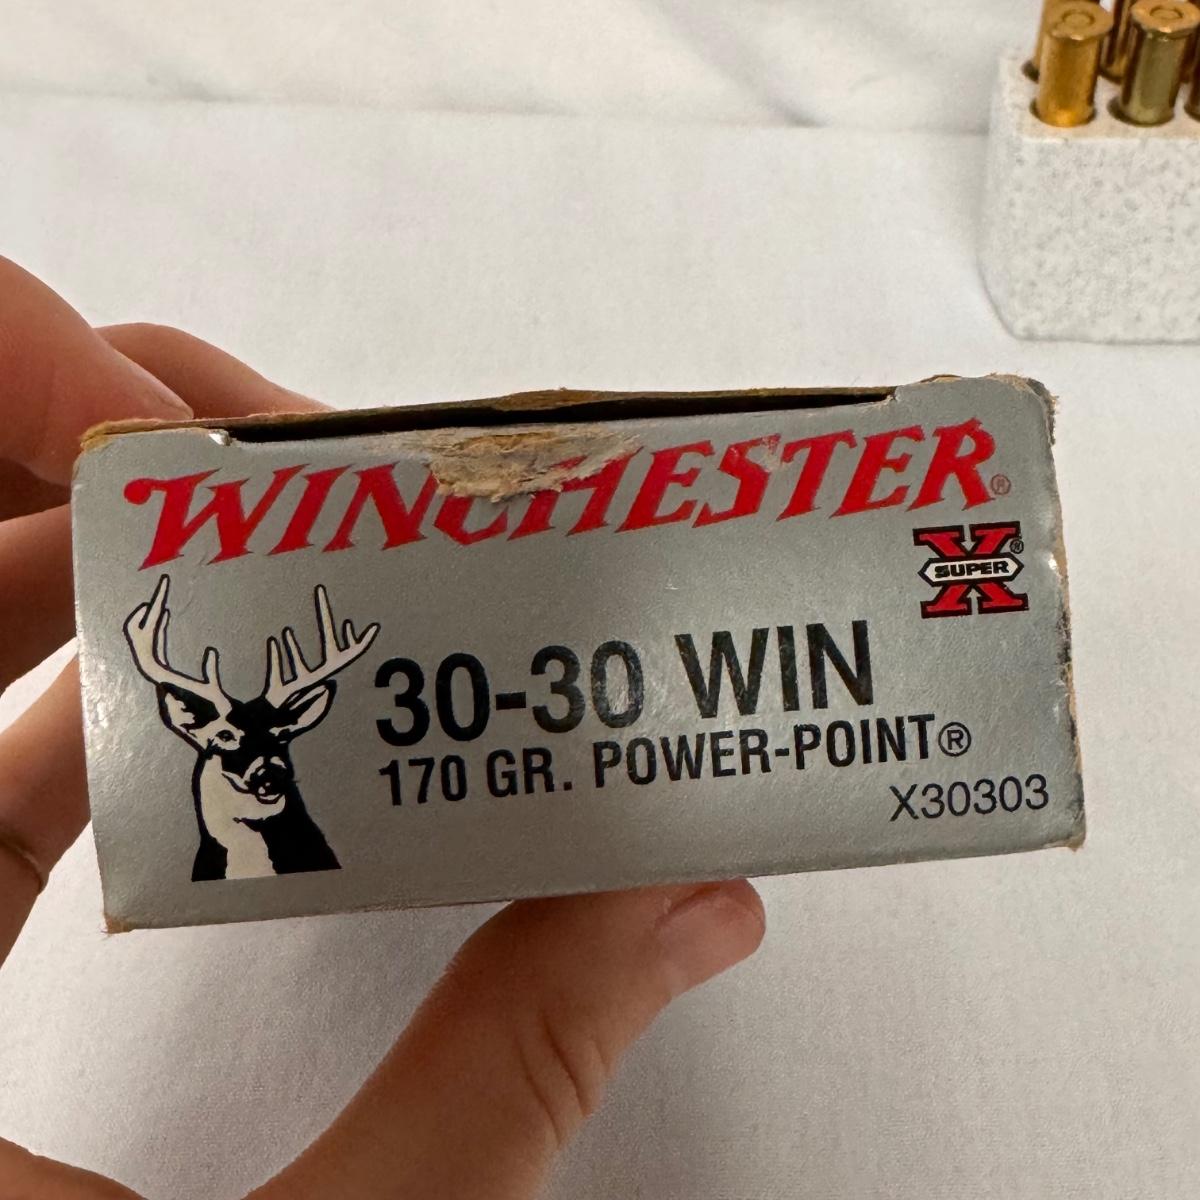 WINCHESTER®
SUPER X®
30-30 WIN
170 GR. POWER-POINT®
X30303